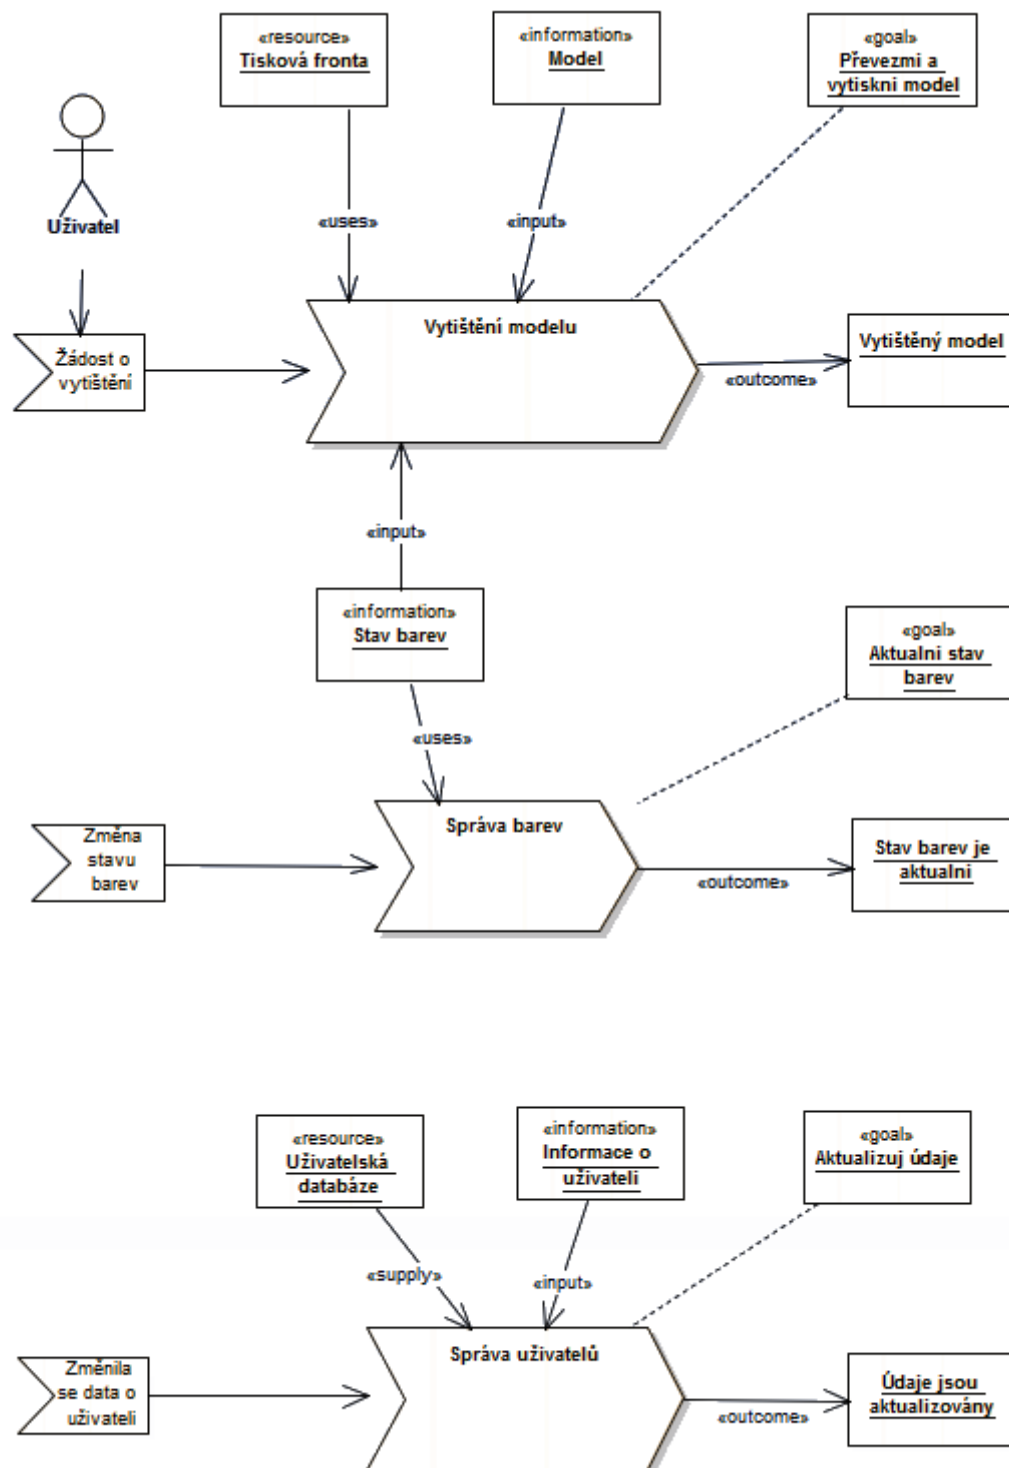 «resource»
Tisková fronta
«information»
Model
«goal»
Převezmi a
vytiskni model
Uživatel
«uses»
«input»
Žádost o
vytištění
Vytištění modelu
«outcome»
Vytištěný model
«input»
«information»
Stav barev
«goal»
Aktualni stav
barev
«uses»
Změna
stavu
barev
Správa barev
«outcome»
Stav barev je
aktualni
«resource»
Uživatelská
databáze
«information»
Informace o
uživateli
«goal»
Aktualizuj údaje
«supply»
«input»
Změnila
se data o
uživateli
Správa uživatelů
«outcome»
Údaje jsou
aktualizovány